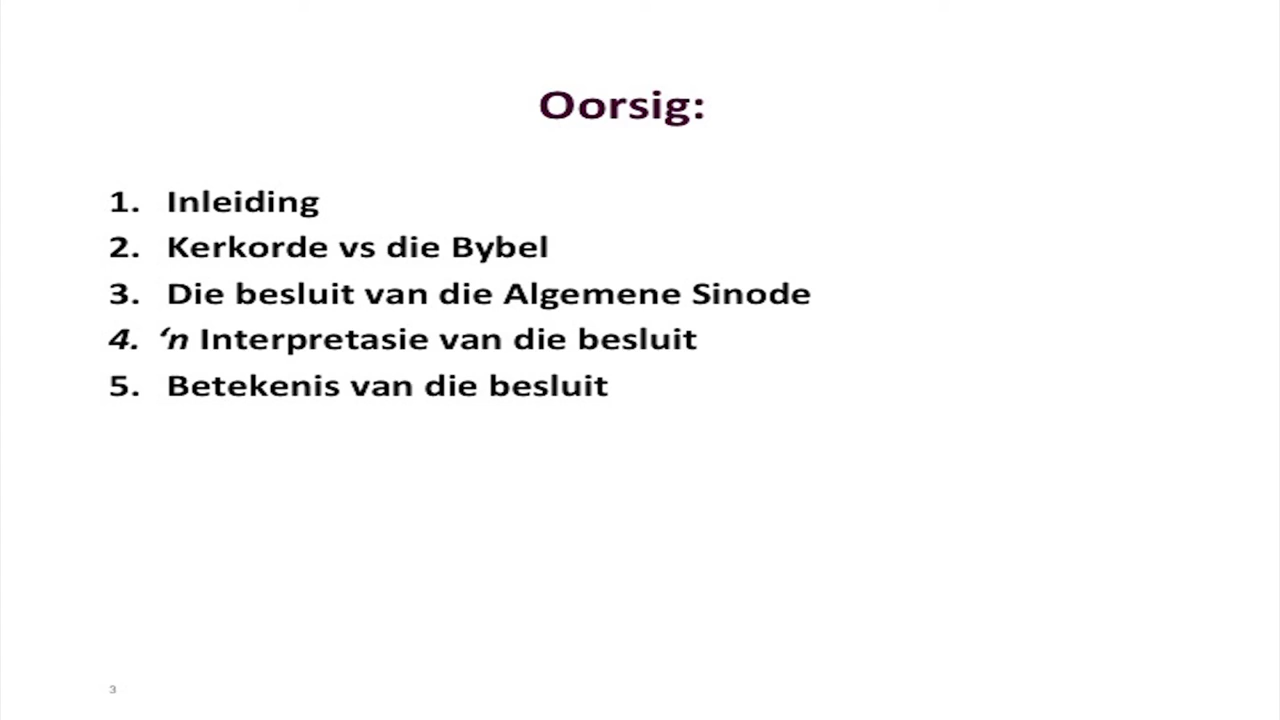 Oorsig:
1. Inleiding
2. Kerkorde vs die Bybel
3. Die besluit van die Algemene Sinode
4. ‘n Interpretasie van die besluit
5. Betekenis van die besluit
3